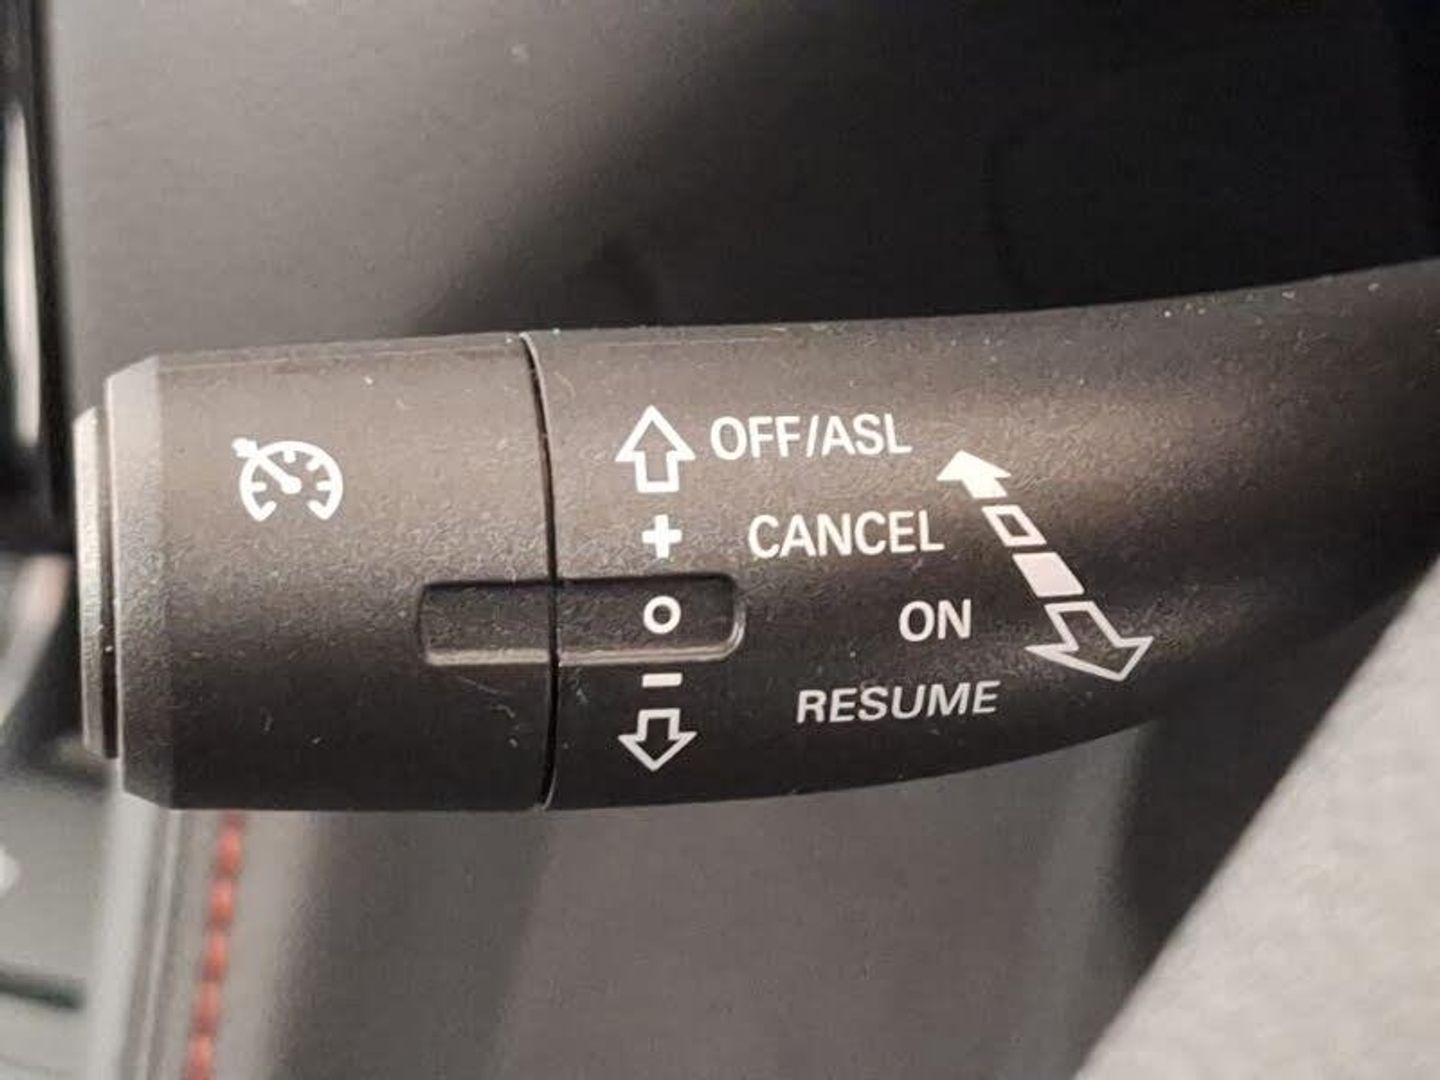 OFF/ASL
+ CANCEL
O ON
- RESUME